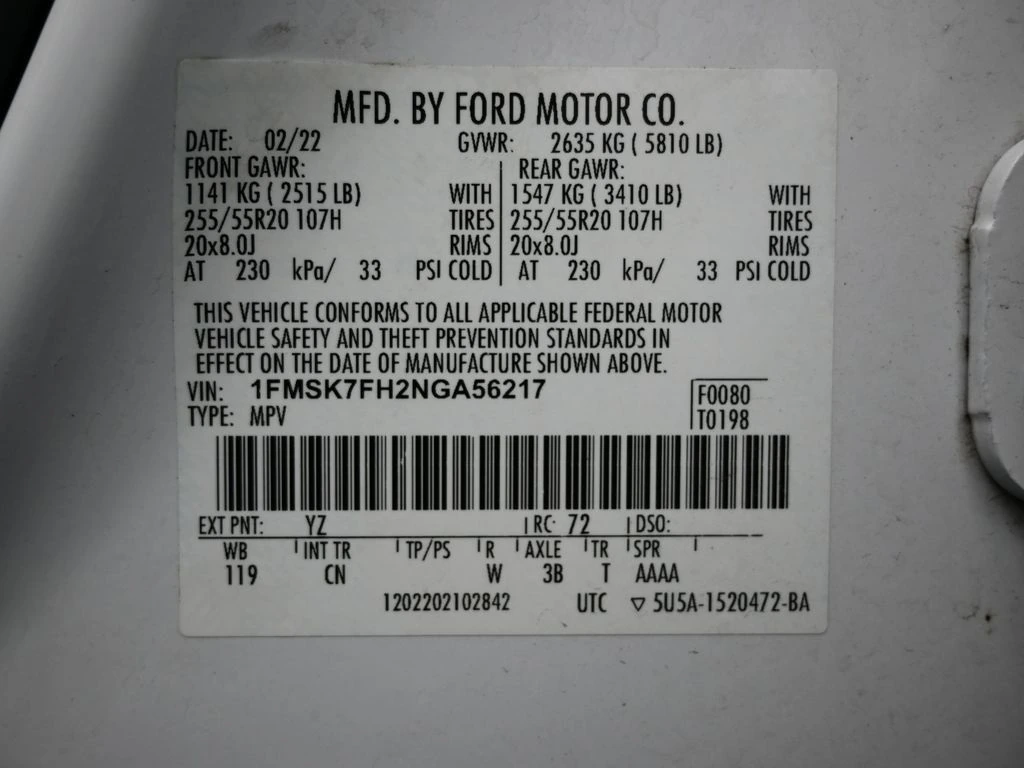 MFD. BY FORD MOTOR CO.
DATE: 02/22 GVWR: 2635 KG ( 5810 LB)
FRONT GAWR: REAR GAWR:
1141 KG ( 2515 LB) WITH 1547 KG ( 3410 LB) WITH
255/55R20 107H TIRES 255/55R20 107H TIRES
20x8.0J RIMS 20x8.0J RIMS
AT 230 kPa/ 33 PSI COLD AT 230 kPa/ 33 PSI COLD
THIS VEHICLE CONFORMS TO ALL APPLICABLE FEDERAL MOTOR
VEHICLE SAFETY AND THEFT PREVENTION STANDARDS IN
EFFECT ON THE DATE OF MANUFACTURE SHOWN ABOVE.
VIN: 1FMSK7FH2NGA56217 F0080
TYPE: MPV T0198
EXT PNT: YZ RC: 72 DSO:
WB INT TR TP/PS R AXLE TR SPR
119 CN W 3B T AAAA
1202202102842 UTC ▽ 5U5A-1520472-BA